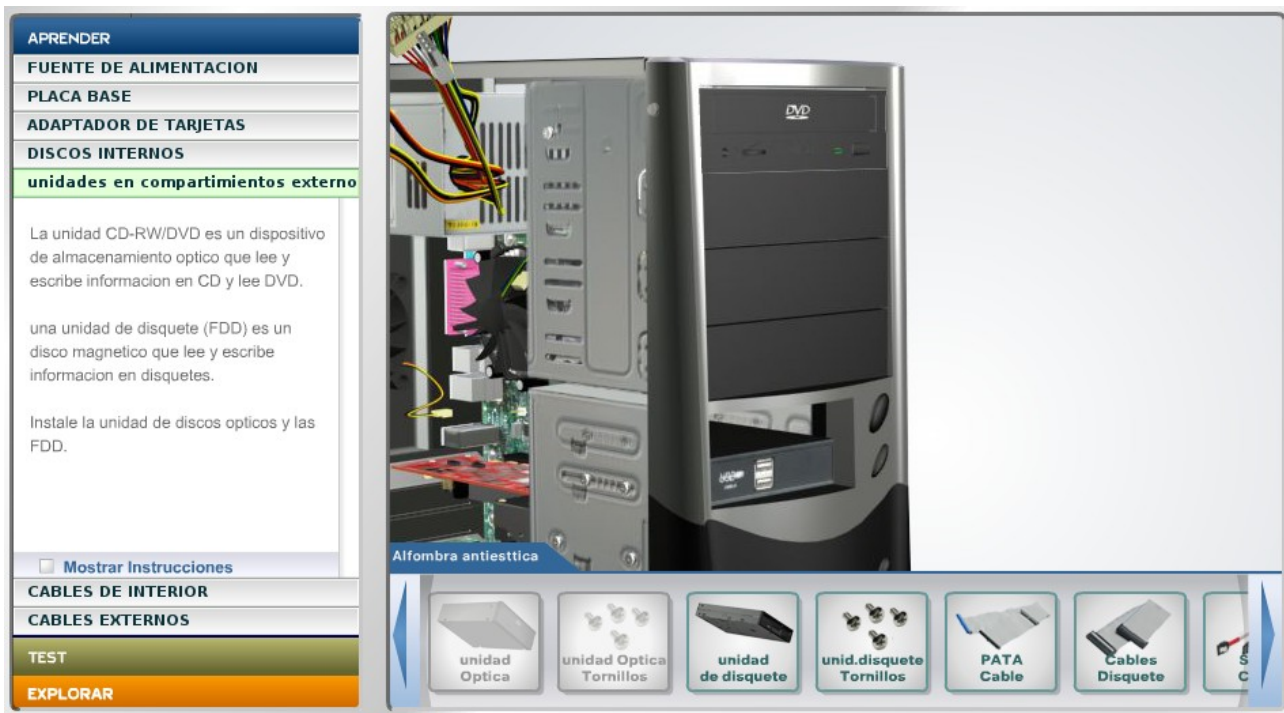 APRENDER
FUENTE DE ALIMENTACION
PLACA BASE
ADAPTADOR DE TARJETAS
DISCOS INTERNOS
unidades en compartimientos externo
La unidad CD-RW/DVD es un dispositivo
de almacenamiento optico que lee y
escribe informacion en CD y lee DVD.
una unidad de disquete (FDD) es un
disco magnetico que lee y escribe
informacion en disquetes.
Instale la unidad de discos opticos y las
FDD.
Mostrar Instrucciones
CABLES DE INTERIOR
CABLES EXTERNOS
TEST
EXPLORAR
DVD
Alfombra antiesttica
unidad
Optica
unidad Optica
Tornillos
unidad
de disquete
unid.disquete
Tornillos
PATA
Cable
Cables
Disquete
S
C